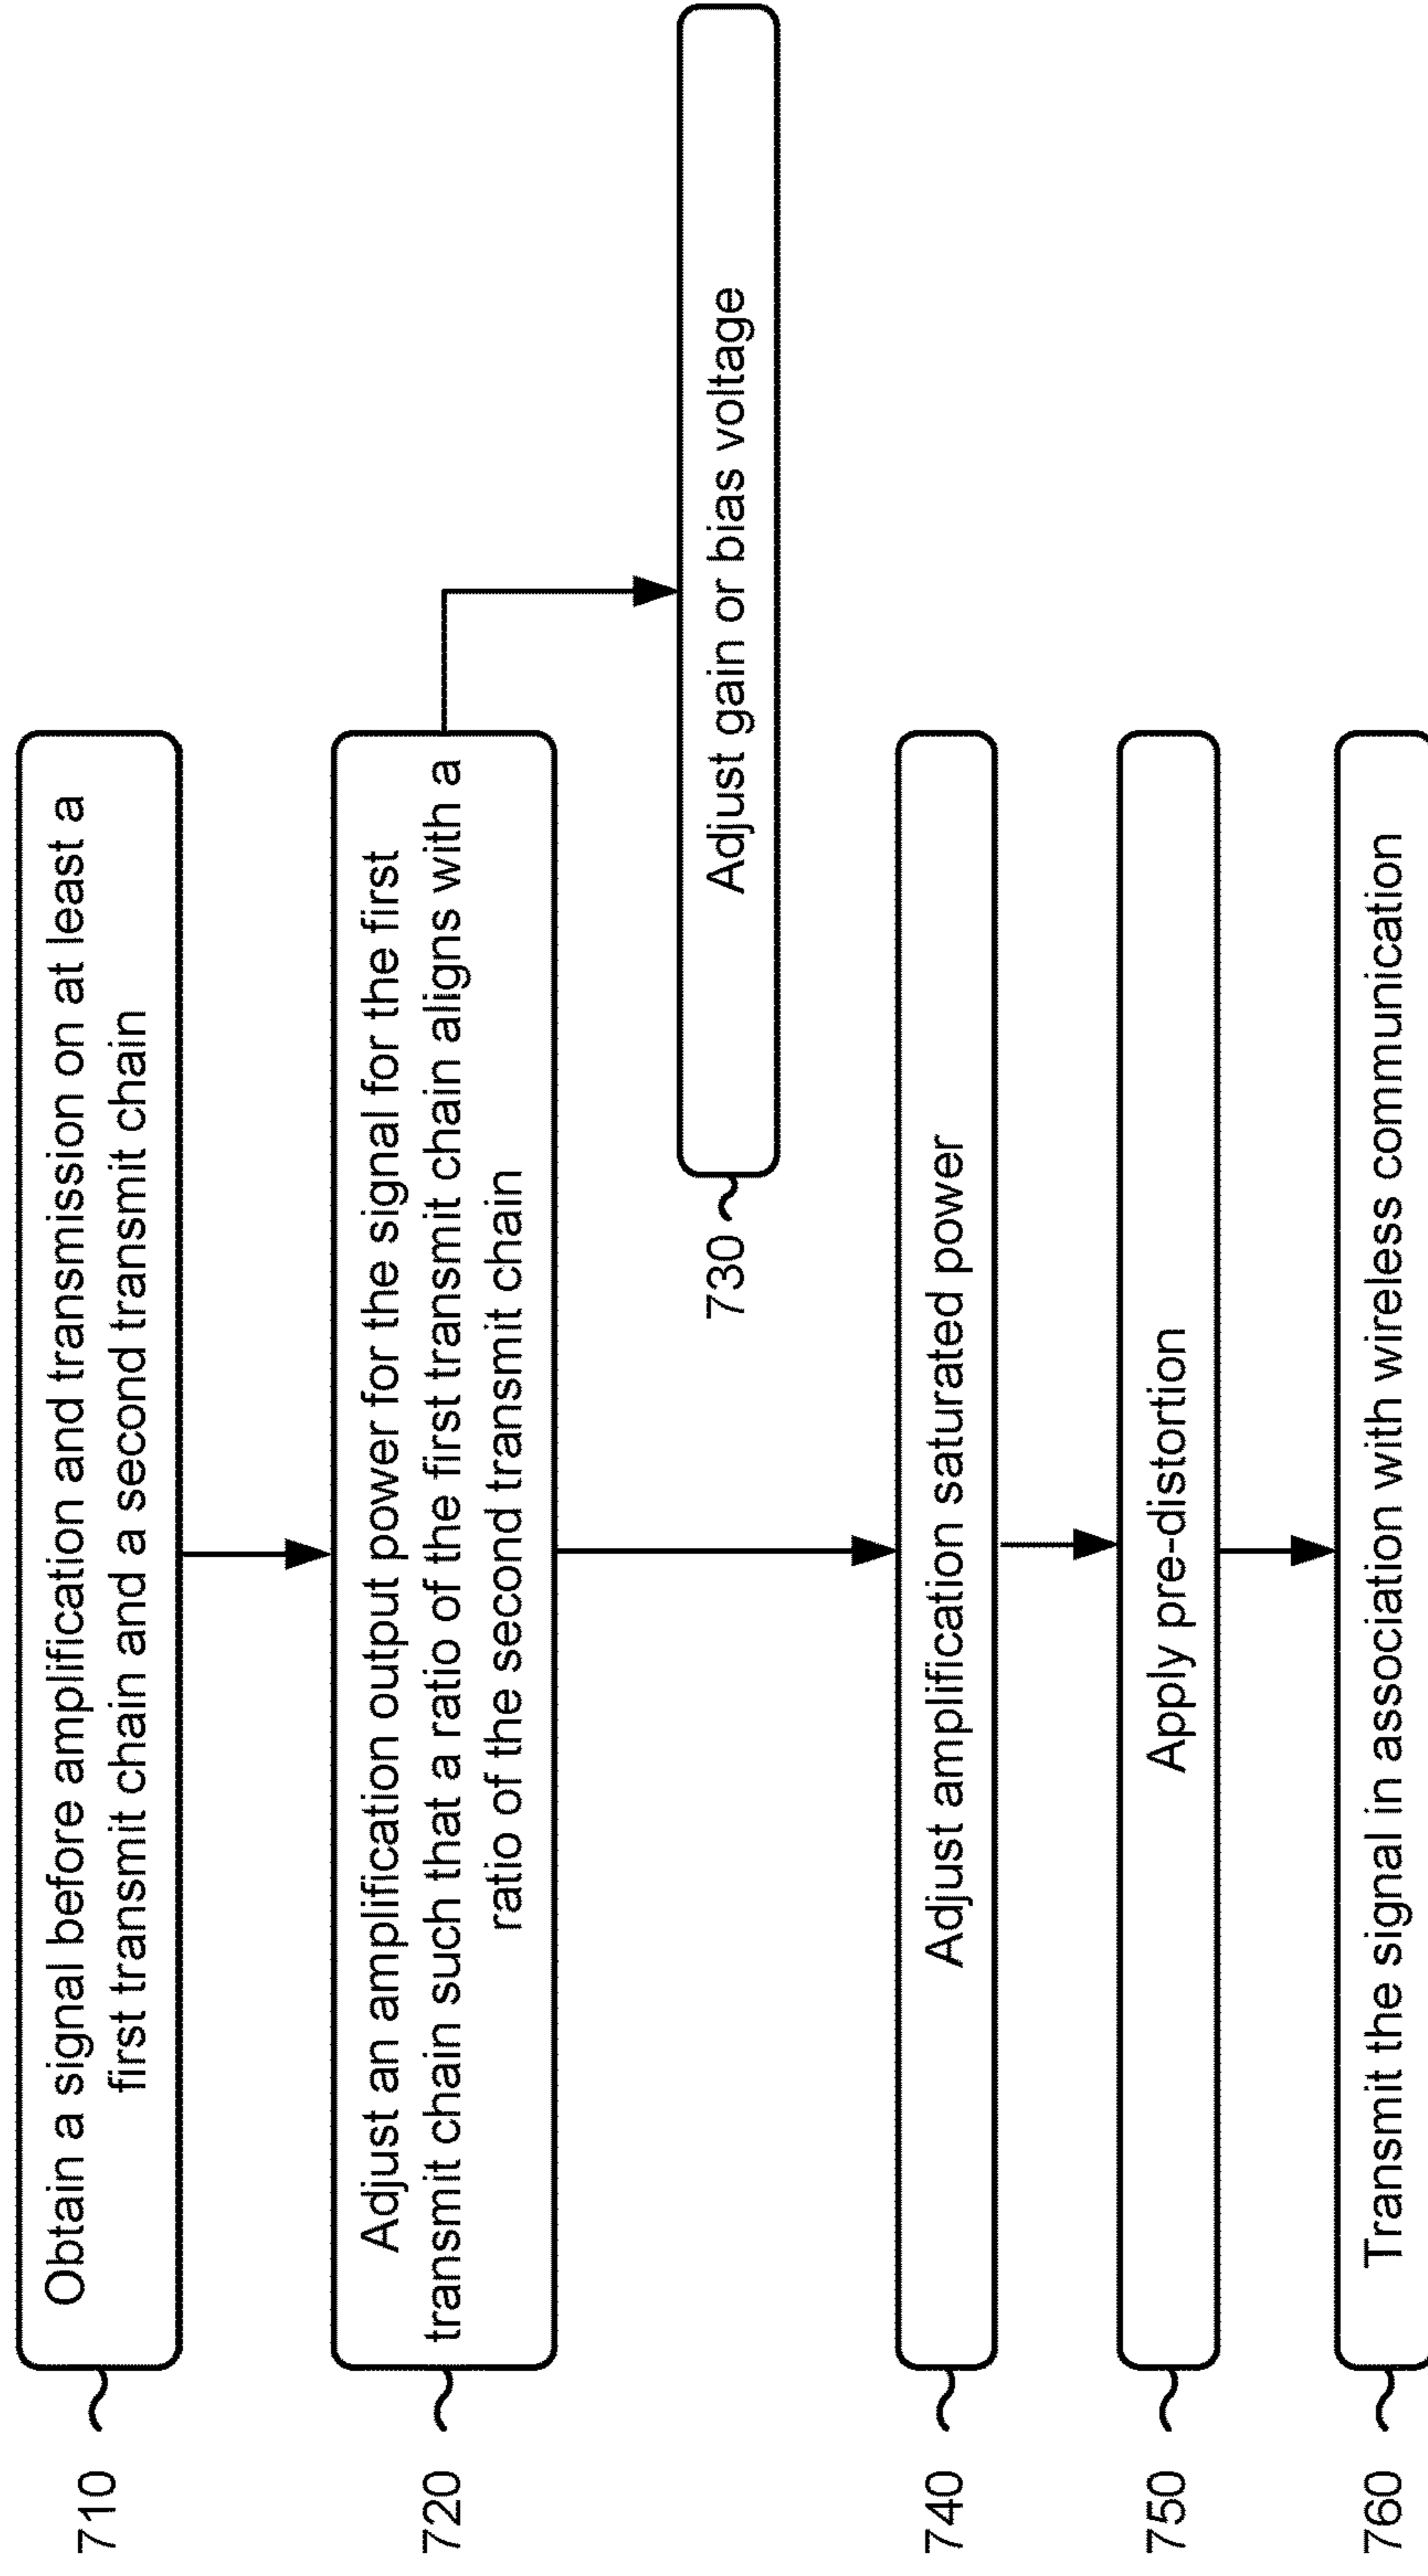 710
Obtain a signal before amplification and transmission on at least a
first transmit chain and a second transmit chain
720
Adjust an amplification output power for the signal for the first
transmit chain such that a ratio of the first transmit chain aligns with a
ratio of the second transmit chain
730
Adjust gain or bias voltage
740
Adjust amplification saturated power
750
Apply pre-distortion
760
Transmit the signal in association with wireless communication